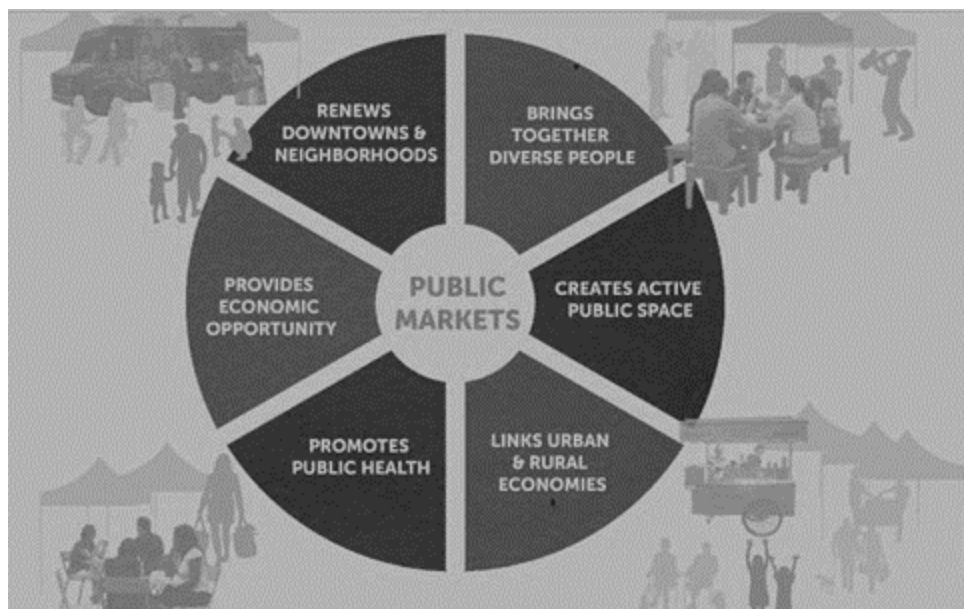 RENEWS
DOWNTOWNS &
NEIGHBORHOODS
BRINGS
TOGETHER
DIVERSE PEOPLE
PROVIDES
ECONOMIC
OPPORTUNITY
PUBLIC
MARKETS
CREATES ACTIVE
PUBLIC SPACE
PROMOTES
PUBLIC HEALTH
LINKS URBAN
& RURAL
ECONOMIES